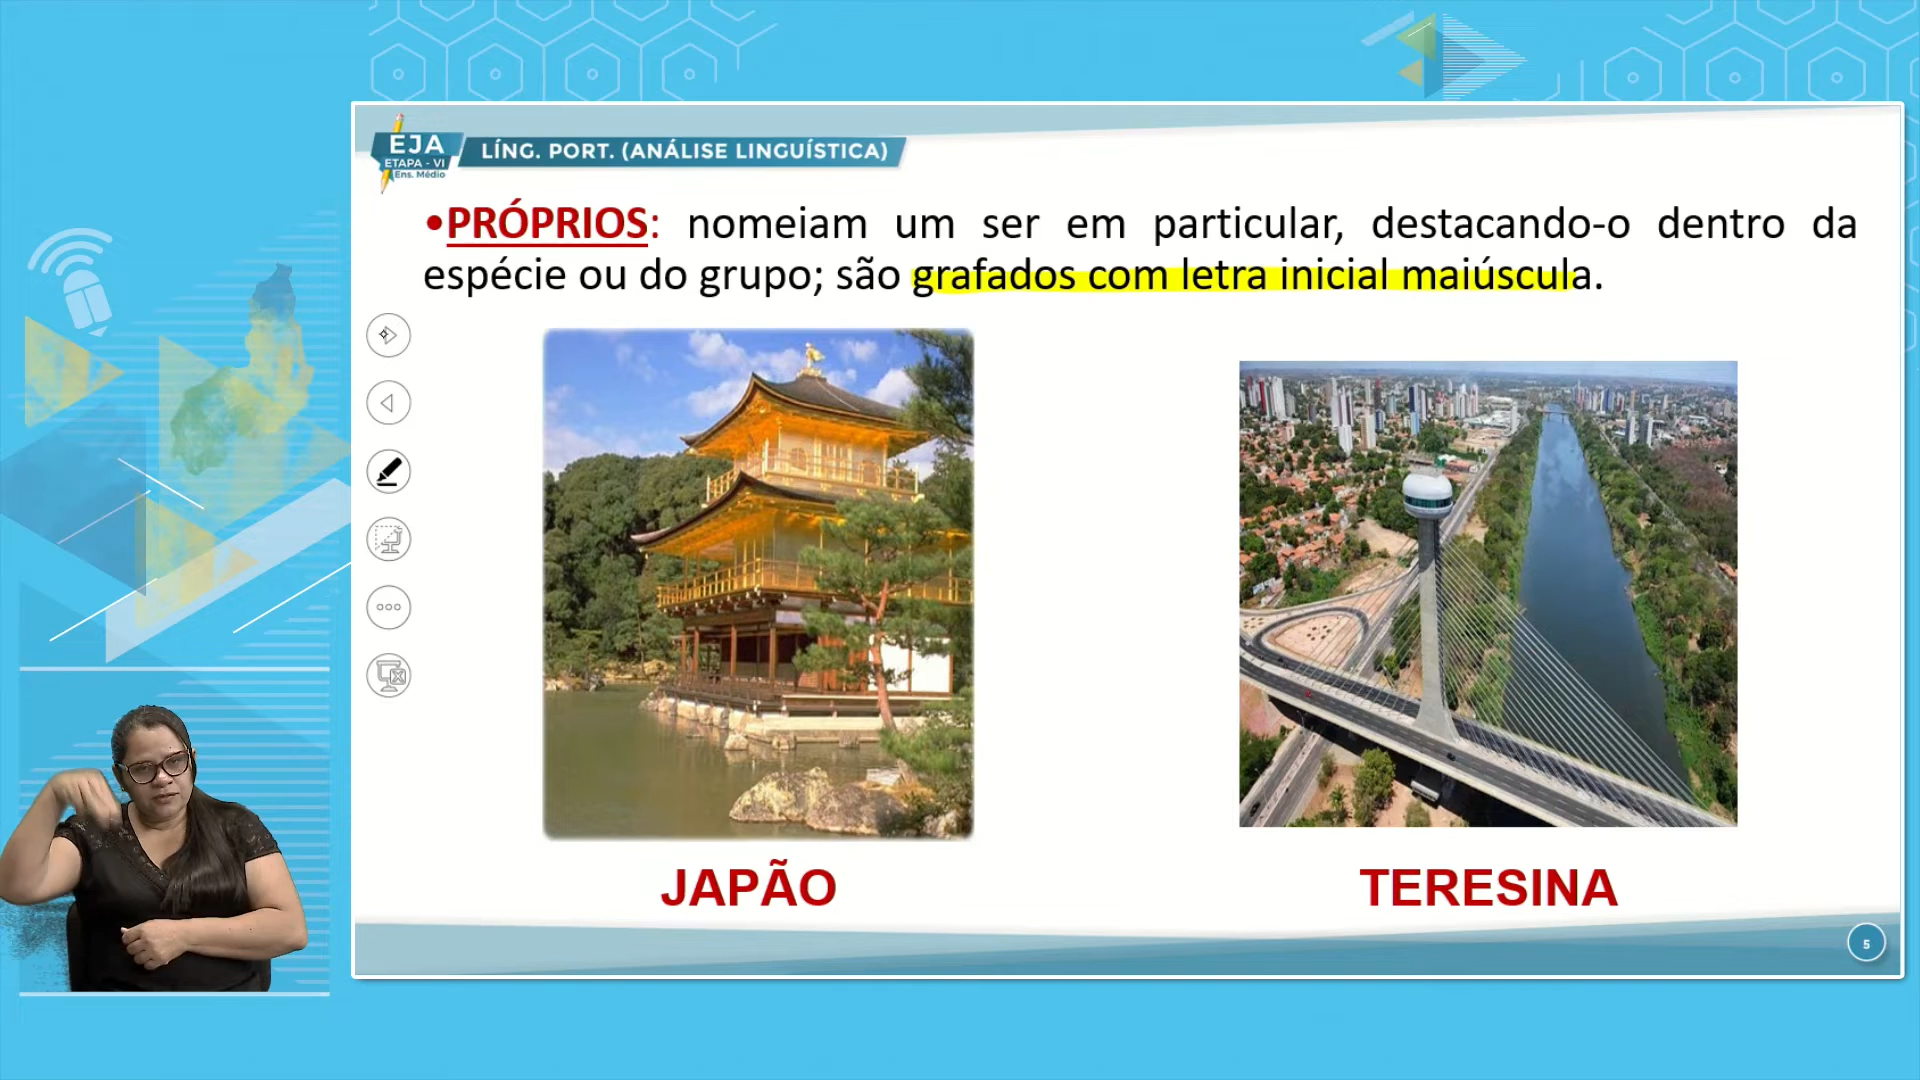 EJA
ETAPA - VI
Ens. Médio
LÍNG. PORT. (ANÁLISE LINGUÍSTICA)
•PRÓPRIOS: nomeiam um ser em particular, destacando-o dentro da
espécie ou do grupo; são grafados com letra inicial maiúscula.
JAPÃO
TERESINA
5